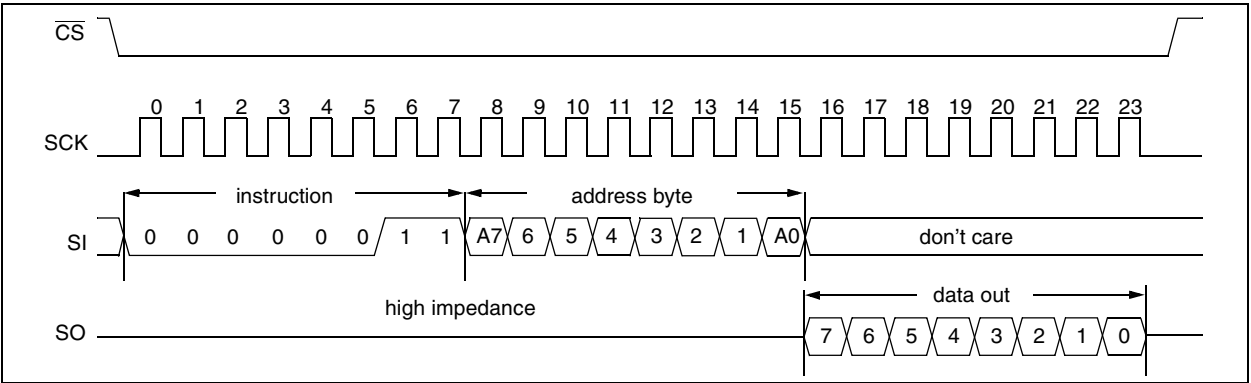 CS
0 1 2 3 4 5 6 7 8 9 10 11 12 13 14 15 16 17 18 19 20 21 22 23
SCK
instruction address byte
SI 0 0 0 0 0 0 1 1 A7 6 5 4 3 2 1 A0 don't care
data out
high impedance
SO 7 6 5 4 3 2 1 0